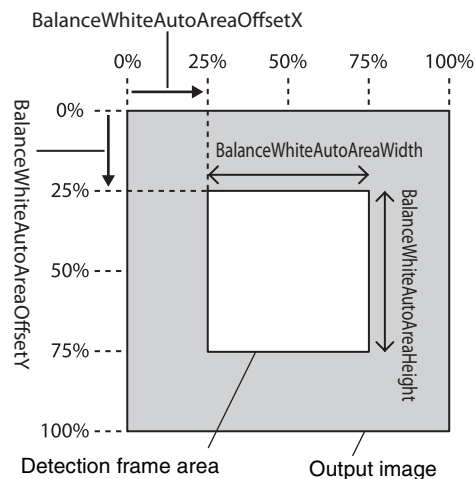 BalanceWhiteAutoAreaOffsetX
0% 25% 50% 75% 100%
BalanceWhiteAutoAreaOffsetY
0%
25%
50%
75%
100%
BalanceWhiteAutoAreaWidth
BalanceWhiteAutoAreaHeight
Detection frame area
Output image